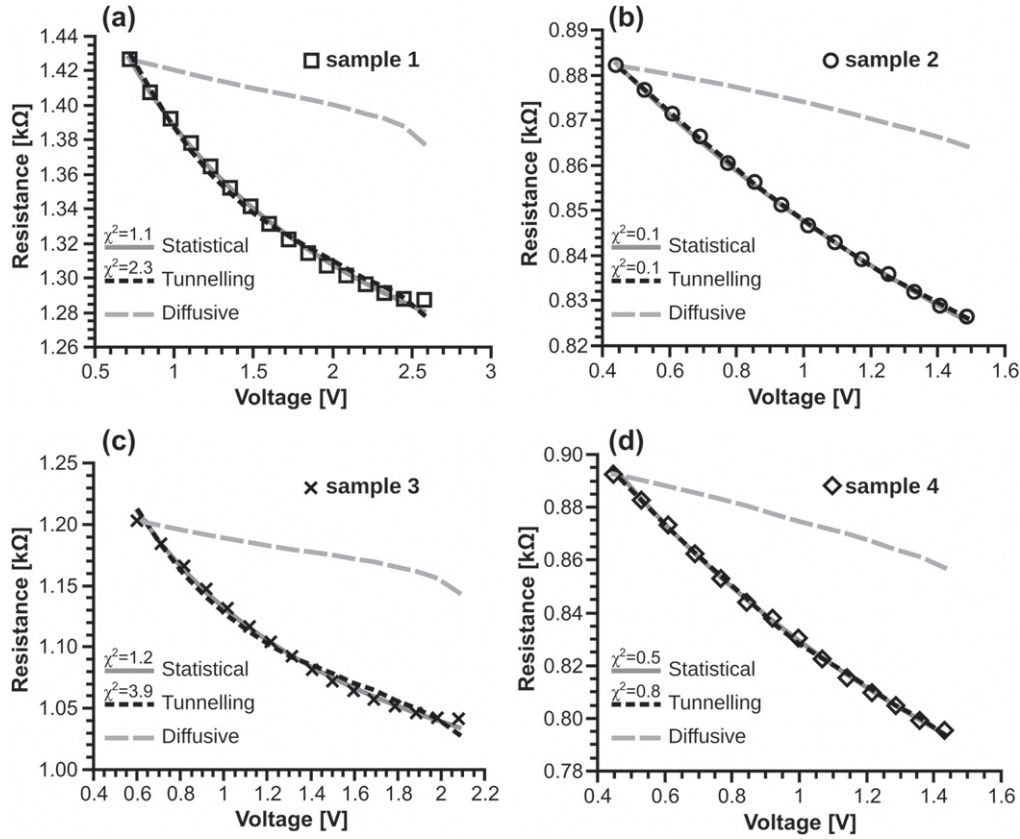 (a)
1.44
1.42
1.40
1.38
1.36
1.34
1.32
1.30
1.28
1.26
Resistance [kΩ]
sample 1
χ²=1.1 Statistical
χ²=2.3 Tunnelling
Diffusive
0.5 1 1.5 2 2.5 3
Voltage [V]
(b)
0.89
0.88
0.87
0.86
0.85
0.84
0.83
0.82
Resistance [kΩ]
sample 2
χ²=0.1 Statistical
χ²=0.1 Tunnelling
Diffusive
0.4 0.6 0.8 1 1.2 1.4 1.6
Voltage [V]
(c)
1.25
1.20
1.15
1.10
1.05
1.00
Resistance [kΩ]
sample 3
χ²=1.2 Statistical
χ²=3.9 Tunnelling
Diffusive
0.4 0.6 0.8 1 1.2 1.4 1.6 1.8 2 2.2
Voltage [V]
(d)
0.90
0.88
0.86
0.84
0.82
0.80
0.78
Resistance [kΩ]
sample 4
χ²=0.5 Statistical
χ²=0.8 Tunnelling
Diffusive
0.4 0.6 0.8 1 1.2 1.4 1.6
Voltage [V]